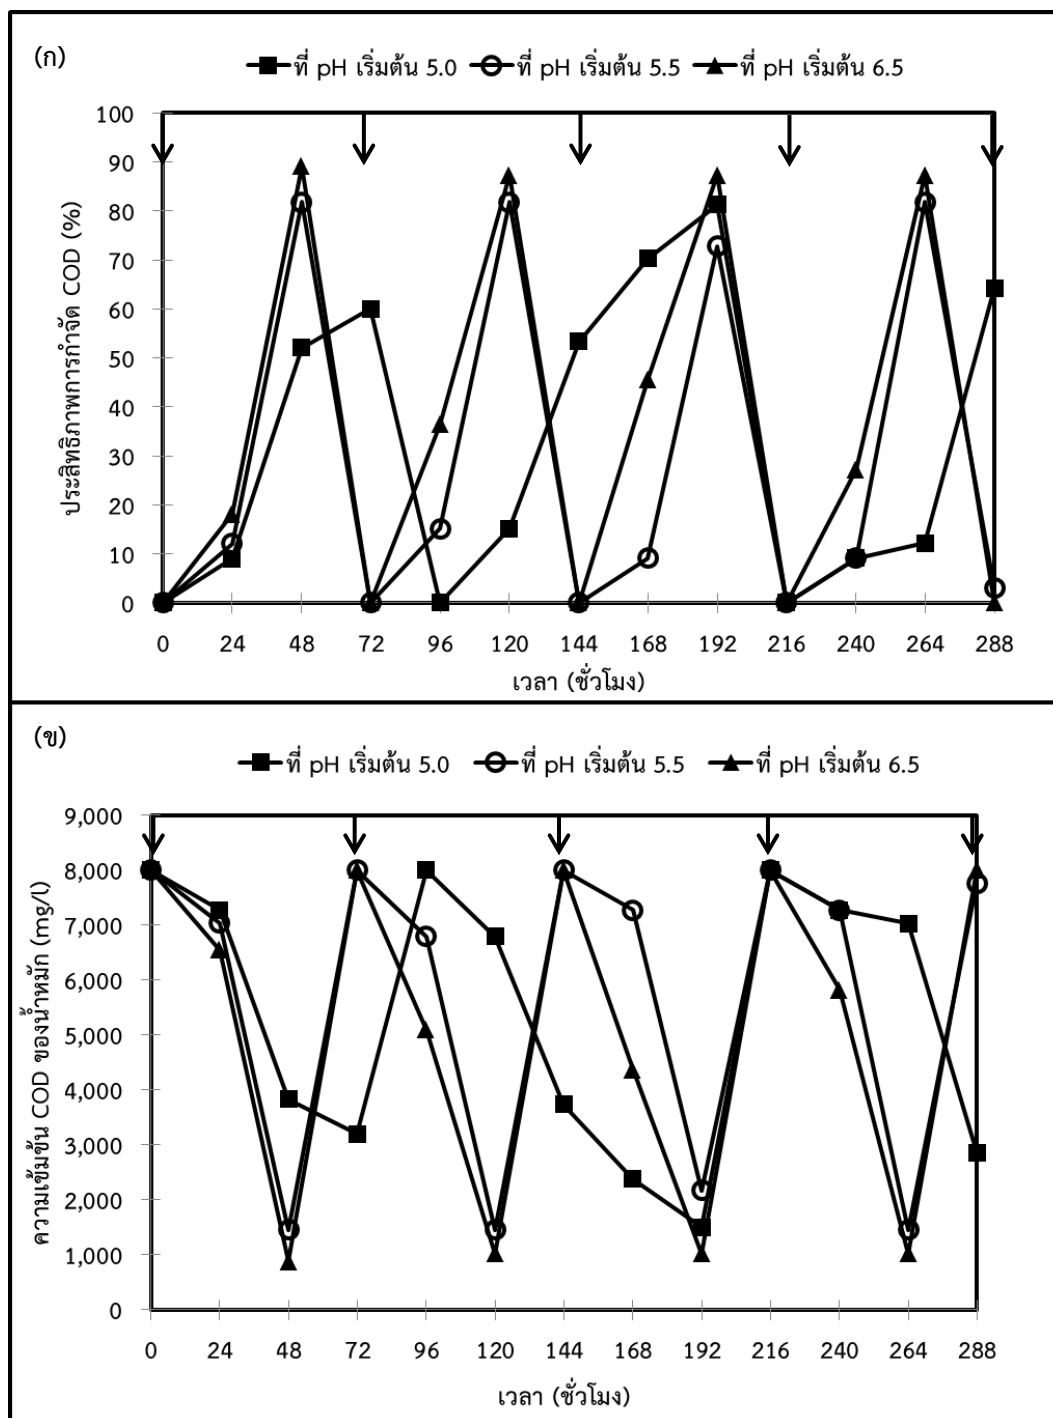 (ก)
ที่ pH เริ่มต้น 5.0 ที่ pH เริ่มต้น 5.5 ที่ pH เริ่มต้น 6.5
ประสิทธิภาพการกำจัด COD (%)
100
90
80
70
60
50
40
30
20
10
0
0 24 48 72 96 120 144 168 192 216 240 264 288
เวลา (ชั่วโมง)
(ข)
ที่ pH เริ่มต้น 5.0 ที่ pH เริ่มต้น 5.5 ที่ pH เริ่มต้น 6.5
ความเข้มข้น COD ของน้ำหมัก (mg/l)
9,000
8,000
7,000
6,000
5,000
4,000
3,000
2,000
1,000
0
0 24 48 72 96 120 144 168 192 216 240 264 288
เวลา (ชั่วโมง)